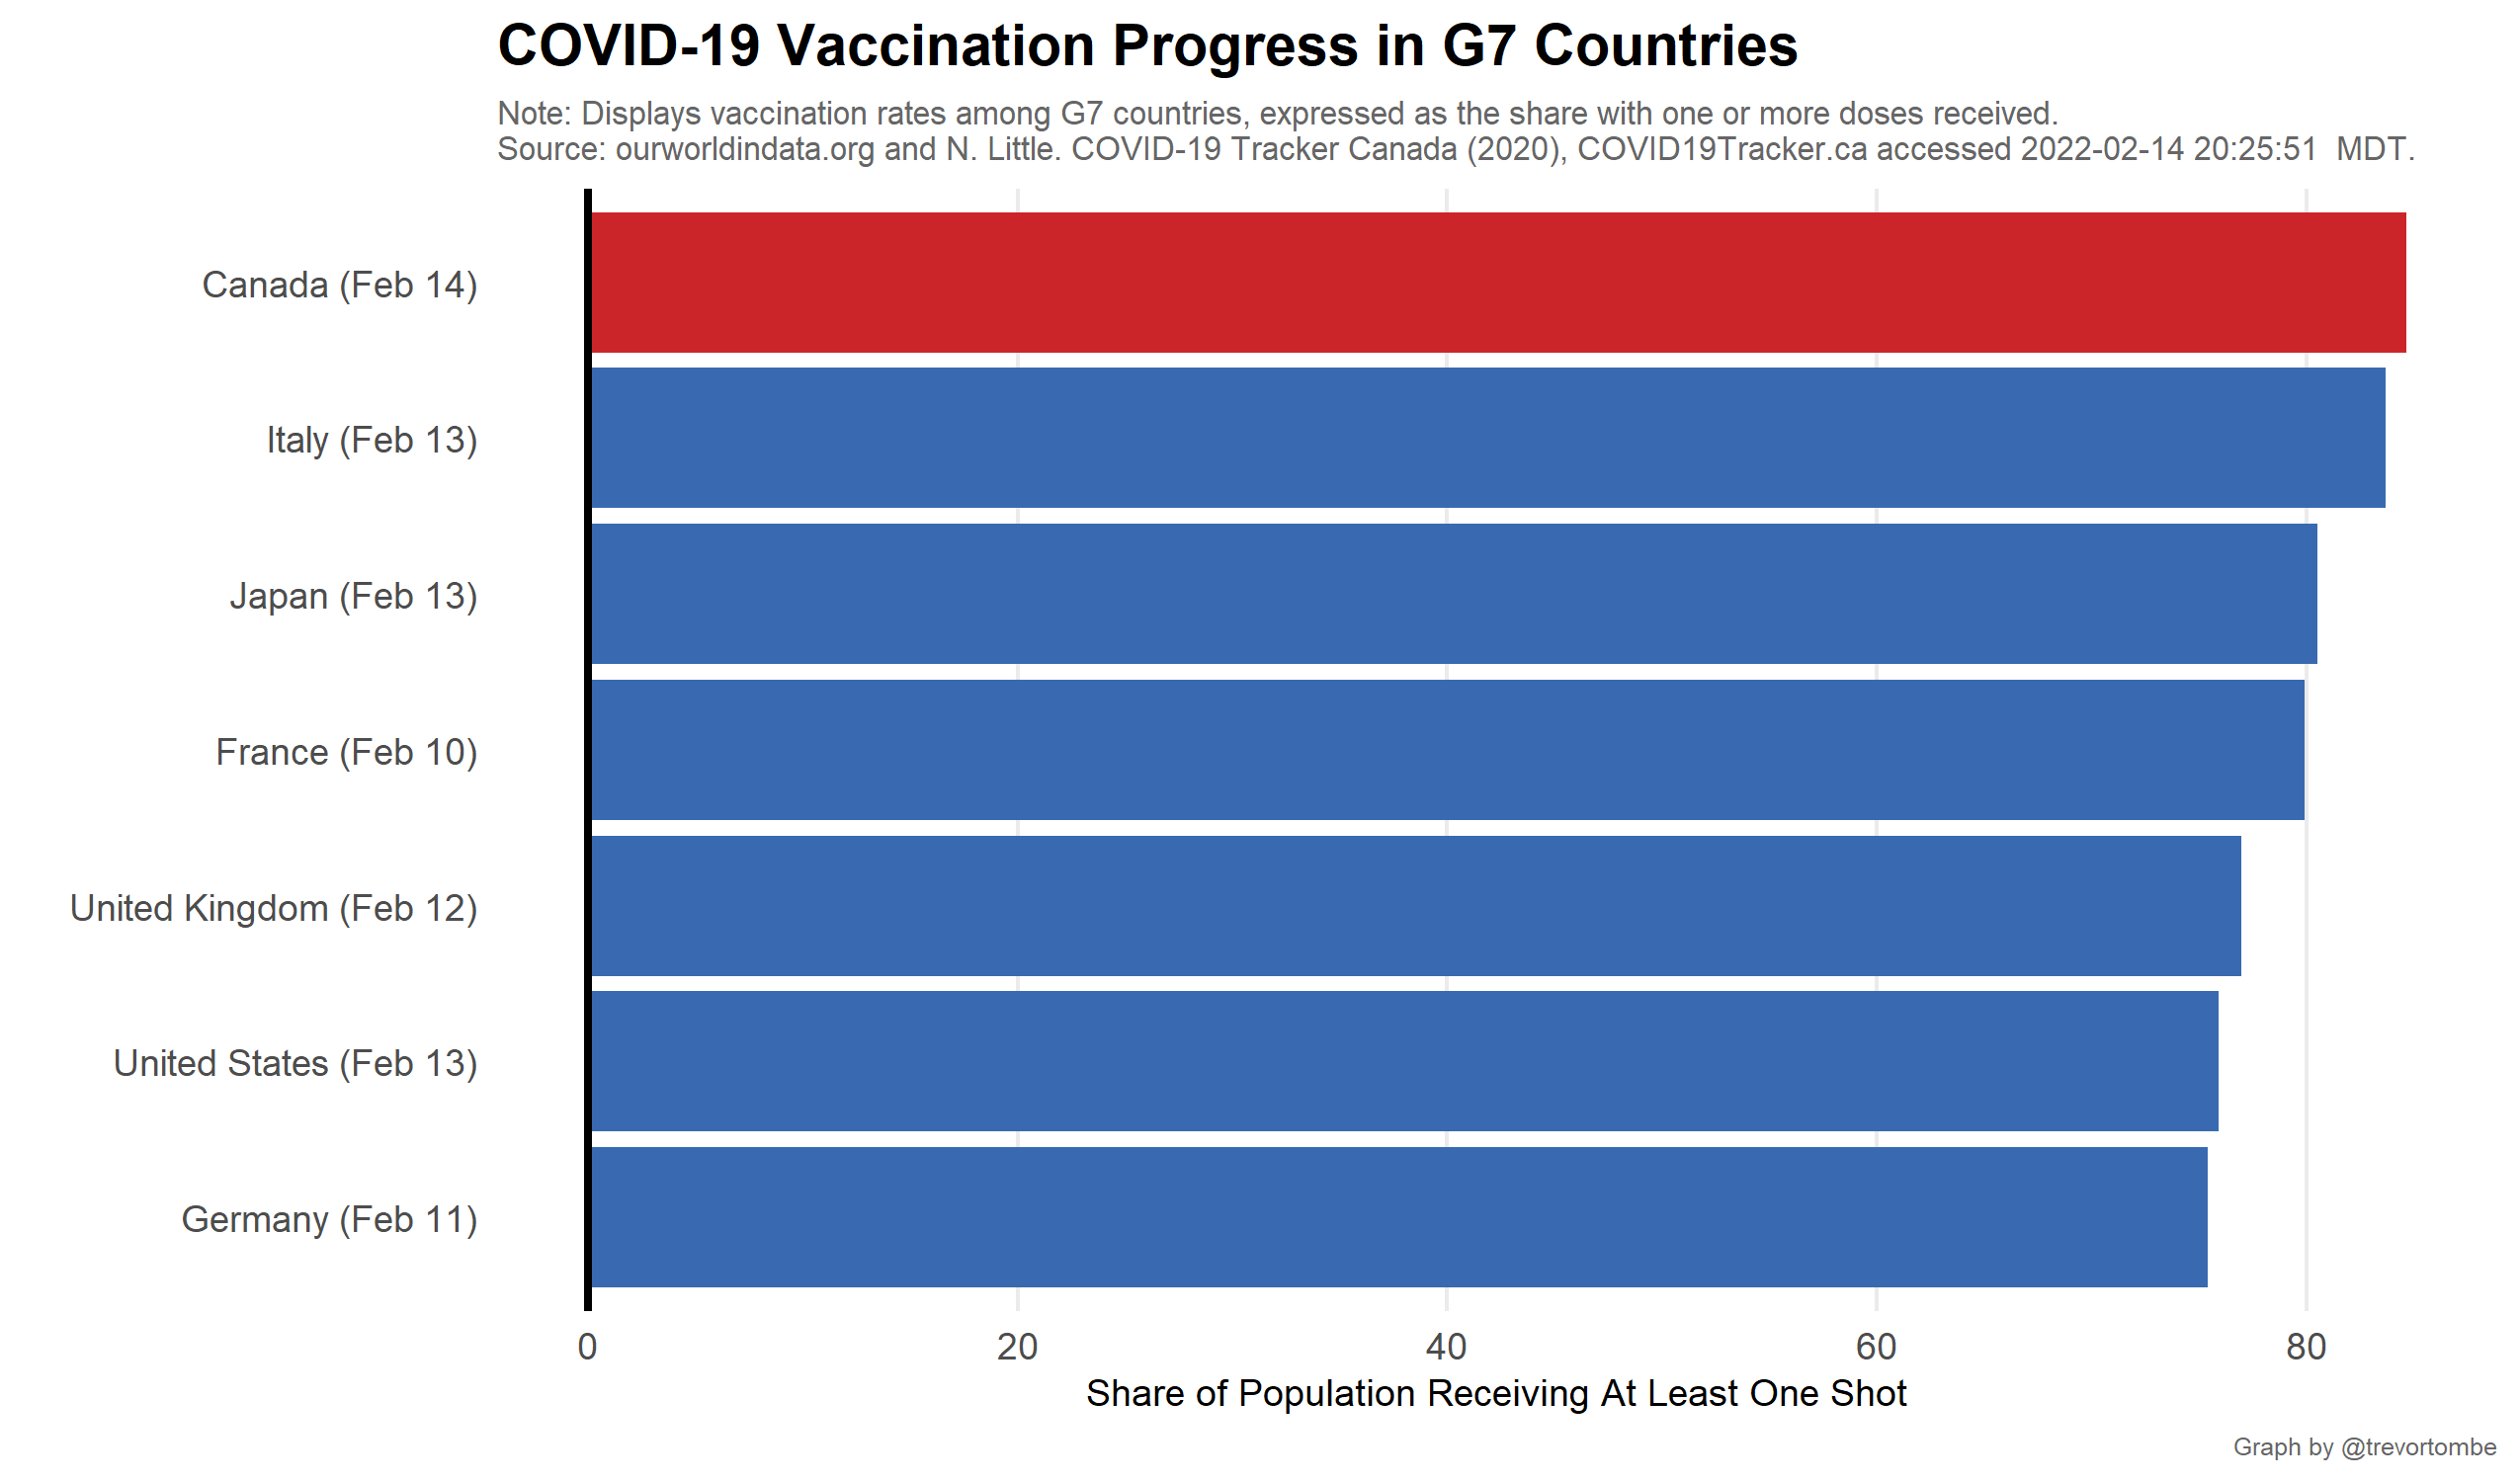 COVID-19 Vaccination Progress in G7 Countries
Note: Displays vaccination rates among G7 countries, expressed as the share with one or more doses received.
Source: ourworldindata.org and N. Little. COVID-19 Tracker Canada (2020), COVID19Tracker.ca accessed 2022-02-14 20:25:51  MDT.
Canada (Feb 14)
Italy (Feb 13)
Japan (Feb 13)
France (Feb 10)
United Kingdom (Feb 12)
United States (Feb 13)
Germany (Feb 11)
0 20 40 60 80
Share of Population Receiving At Least One Shot
Graph by @trevortombe